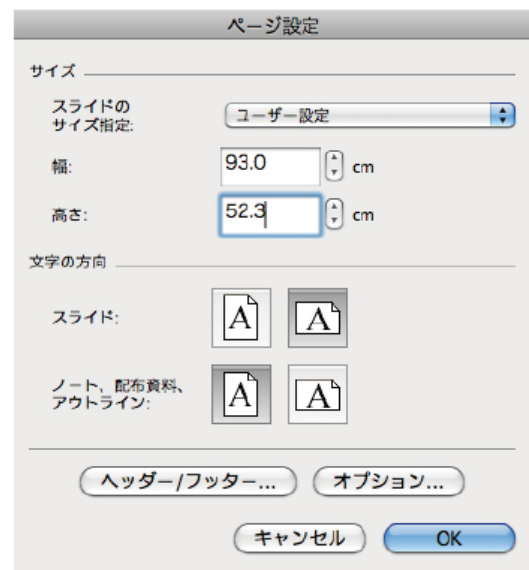 ページ設定
サイズ
スライドの
サイズ指定:
ユーザー設定
幅:
93.0
cm
高さ:
52.3
cm
文字の方向
スライド:
A
A
ノート、配布資料、
アウトライン:
A
A
ヘッダー/フッター...
オプション...
キャンセル
OK